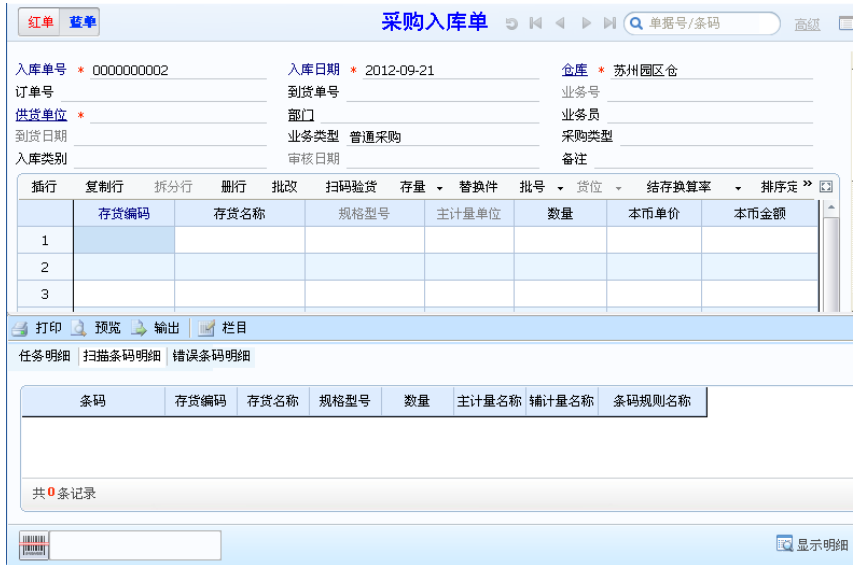 红单 蓝单 采购入库单 单据号/条码 高级
入库单号 * 0000000002 入库日期 * 2012-09-21 仓库 * 苏州园区仓
订单号 到货单号 业务号
供货单位 * 部门 业务员
到货日期 业务类型 普通采购 采购类型
入库类别 审核日期 备注
插行 复制行 拆分行 删行 批改 扫码验货 存量 替换件 批号 货位 结存换算率 排序定 »
存货编码 存货名称 规格型号 主计量单位 数量 本币单价 本币金额
1
2
3
打印 预览 输出 栏目
任务明细 扫描条码明细 错误条码明细
条码 存货编码 存货名称 规格型号 数量 主计量名称 辅计量名称 条码规则名称
共0条记录
显示明细